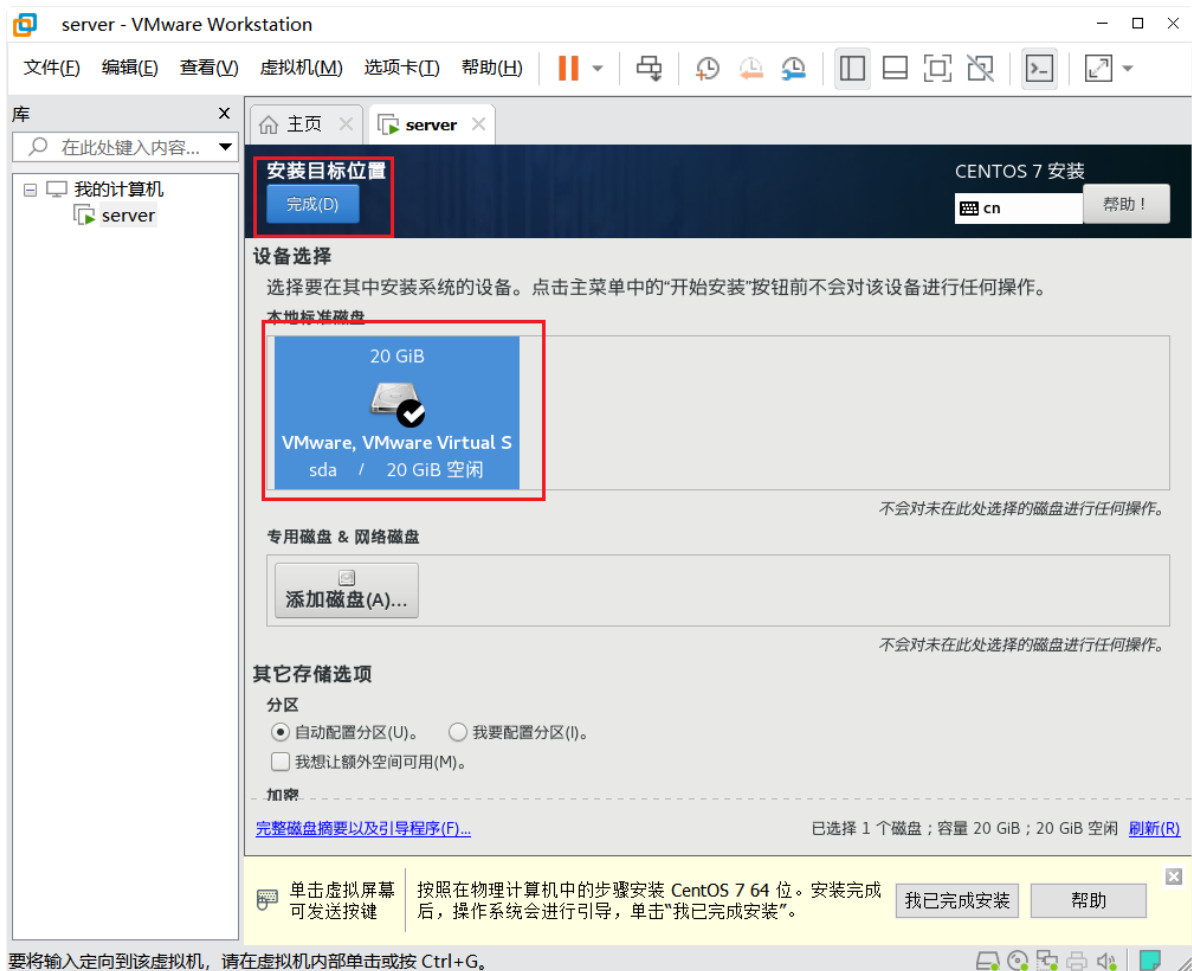 server - VMware Workstation
文件(F) 编辑(E) 查看(V) 虚拟机(M) 选项卡(T) 帮助(H)
库
在此处键入内容...
我的计算机
server
主页
server
安装目标位置
完成(D)
CENTOS 7 安装
cn
帮助！
设备选择
选择要在其中安装系统的设备。点击主菜单中的“开始安装”按钮前不会对该设备进行任何操作。
本地标准磁盘
20 GiB
VMware, VMware Virtual S
sda / 20 GiB 空闲
不会对未在此处选择的磁盘进行任何操作。
专用磁盘 & 网络磁盘
添加磁盘(A)...
不会对未在此处选择的磁盘进行任何操作。
其它存储选项
分区
自动配置分区(U)。 我要配置分区(I)。
我想让额外空间可用(M)。
加密
完整磁盘摘要以及引导程序(F)...
已选择 1 个磁盘；容量 20 GiB；20 GiB 空闲 刷新(R)
单击虚拟屏幕
可发送按键
按照在物理计算机中的步骤安装 CentOS 7 64 位。安装完成
后，操作系统会进行引导，单击“我已完成安装”。
我已完成安装
帮助
要将输入定向到该虚拟机，请在虚拟机内部单击或按 Ctrl+G。